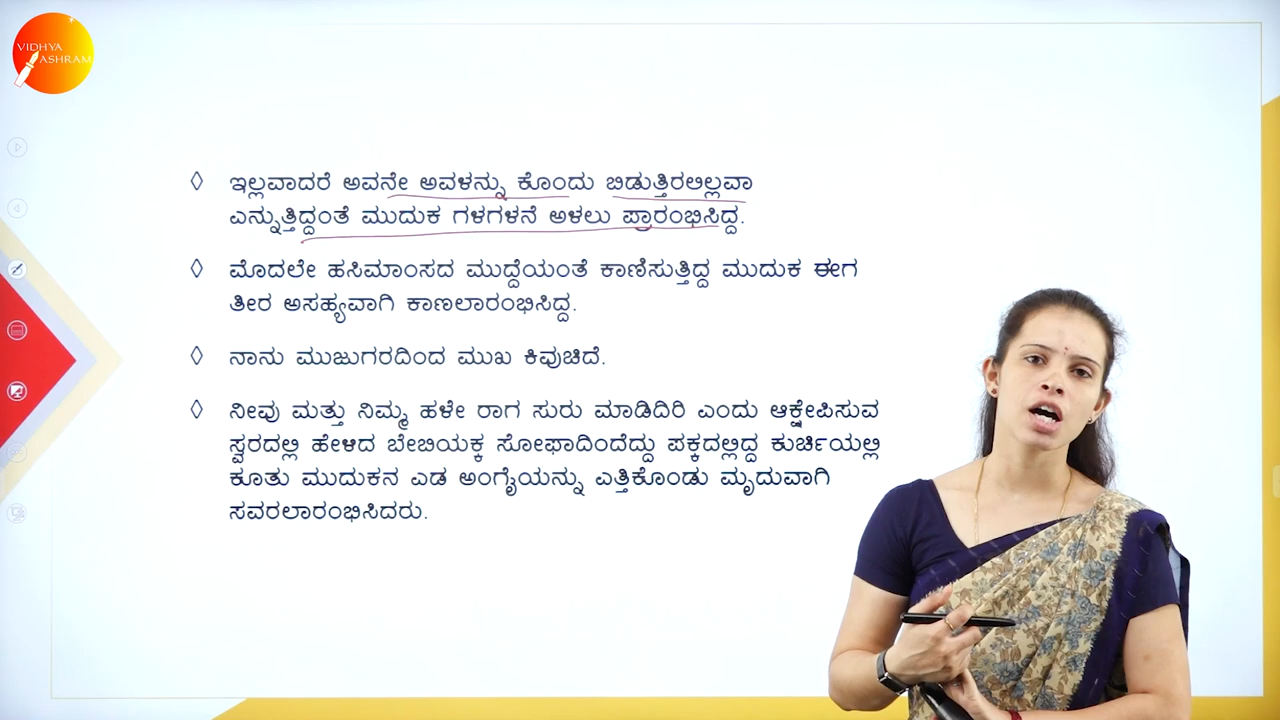 VIDHYA
ASHRAM
◊ ಇಲ್ಲವಾದರೆ ಅವನೇ ಅವಳನ್ನು ಕೊಂದು ಬಿಡುತ್ತಿರಲಿಲ್ಲವಾ
ಎನ್ನುತ್ತಿದ್ದಂತೆ ಮುದುಕ ಗಳಗಳನೆ ಅಳಲು ಪ್ರಾರಂಭಿಸಿದ್ದ.
◊ ಮೊದಲೇ ಹಸಿಮಾಂಸದ ಮುದ್ದೆಯಂತೆ ಕಾಣಿಸುತ್ತಿದ್ದ ಮುದುಕ ಈಗ
ತೀರ ಅಸಹ್ಯವಾಗಿ ಕಾಣಲಾರಂಭಿಸಿದ್ದ.
◊ ನಾನು ಮುಜುಗರದಿಂದ ಮುಖ ಕಿವುಚಿದೆ.
◊ ನೀವು ಮತ್ತು ನಿಮ್ಮ ಹಳೇ ರಾಗ ಸುರು ಮಾಡಿದಿರಿ ಎಂದು ಆಕ್ಷೇಪಿಸುವ
ಸ್ವರದಲ್ಲಿ ಹೇಳಿದ ಬೇಬಿಯಕ್ಕ ಸೋಫಾದಿಂದೆದ್ದು ಪಕ್ಕದಲ್ಲಿದ್ದ ಕುರ್ಚಿಯಲ್ಲಿ
ಕೂತು ಮುದುಕನ ಎಡ ಅಂಗೈಯನ್ನು ಎತ್ತಿಕೊಂಡು ಮೃದುವಾಗಿ
ಸವರಲಾರಂಭಿಸಿದರು.